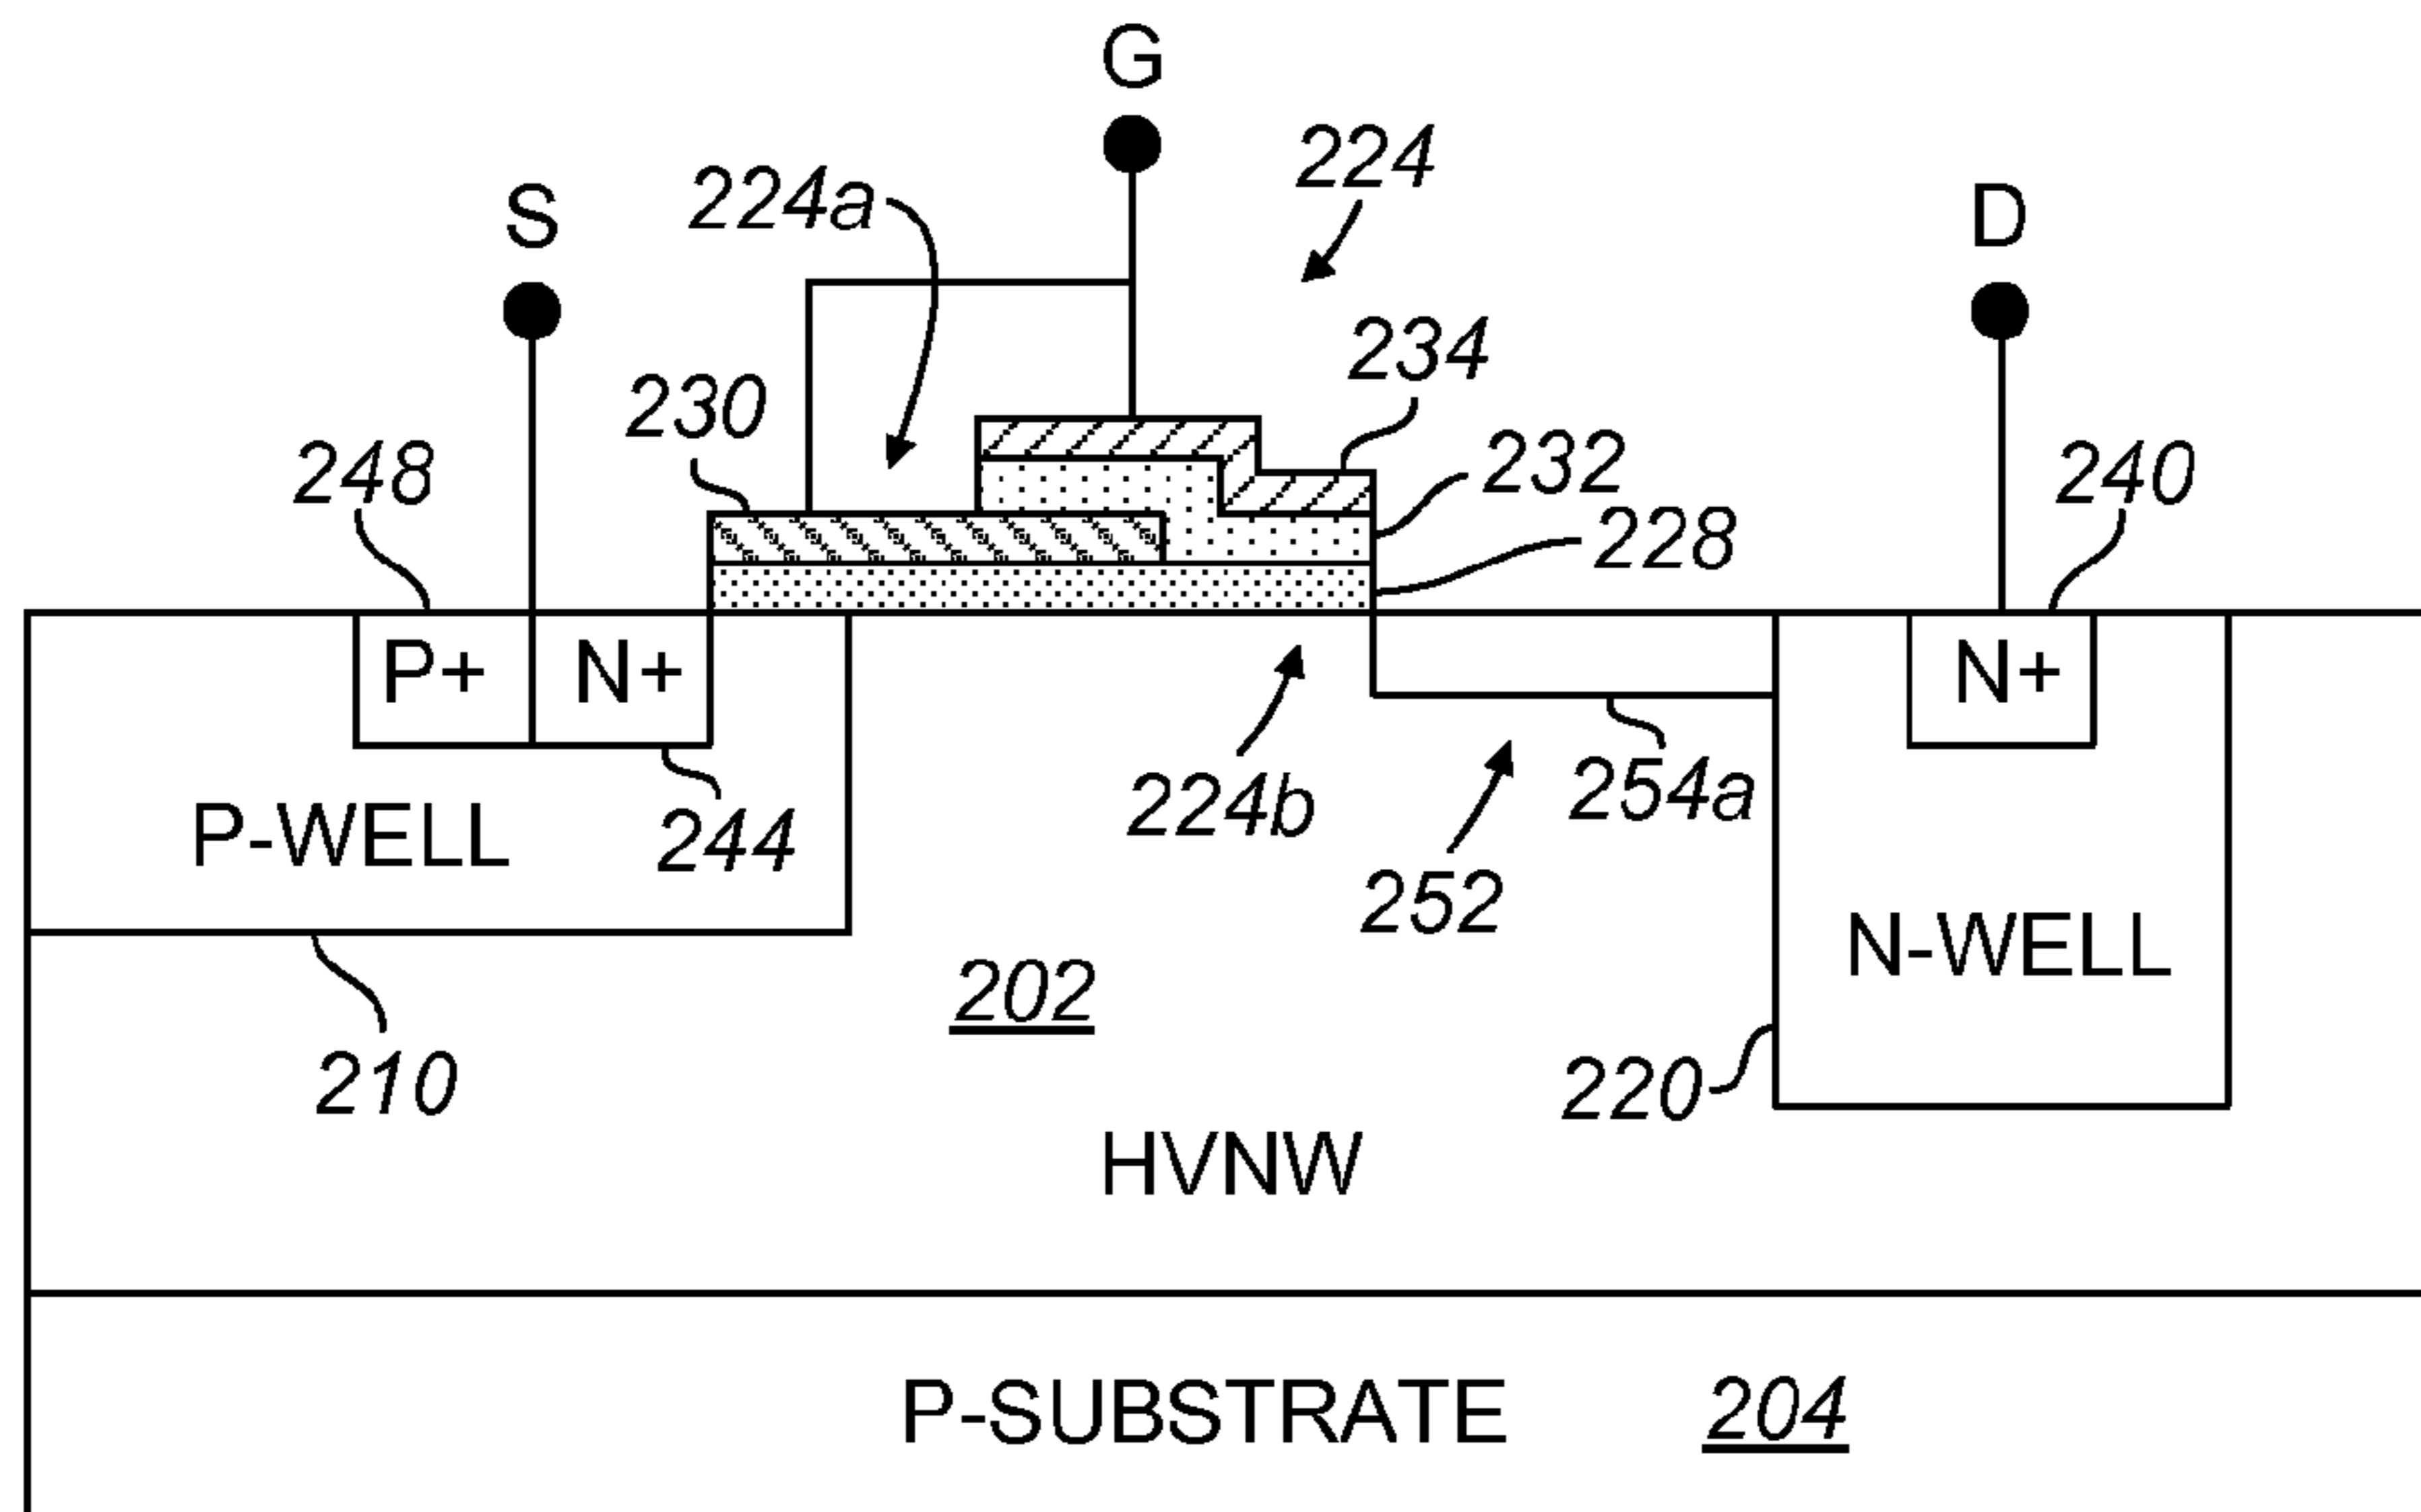 G
224
224a
S
D
234
230
232
248
240
228
P+
N+
N+
224b
254a
P-WELL
244
252
N-WELL
202
210
220
HVNW
P-SUBSTRATE
204